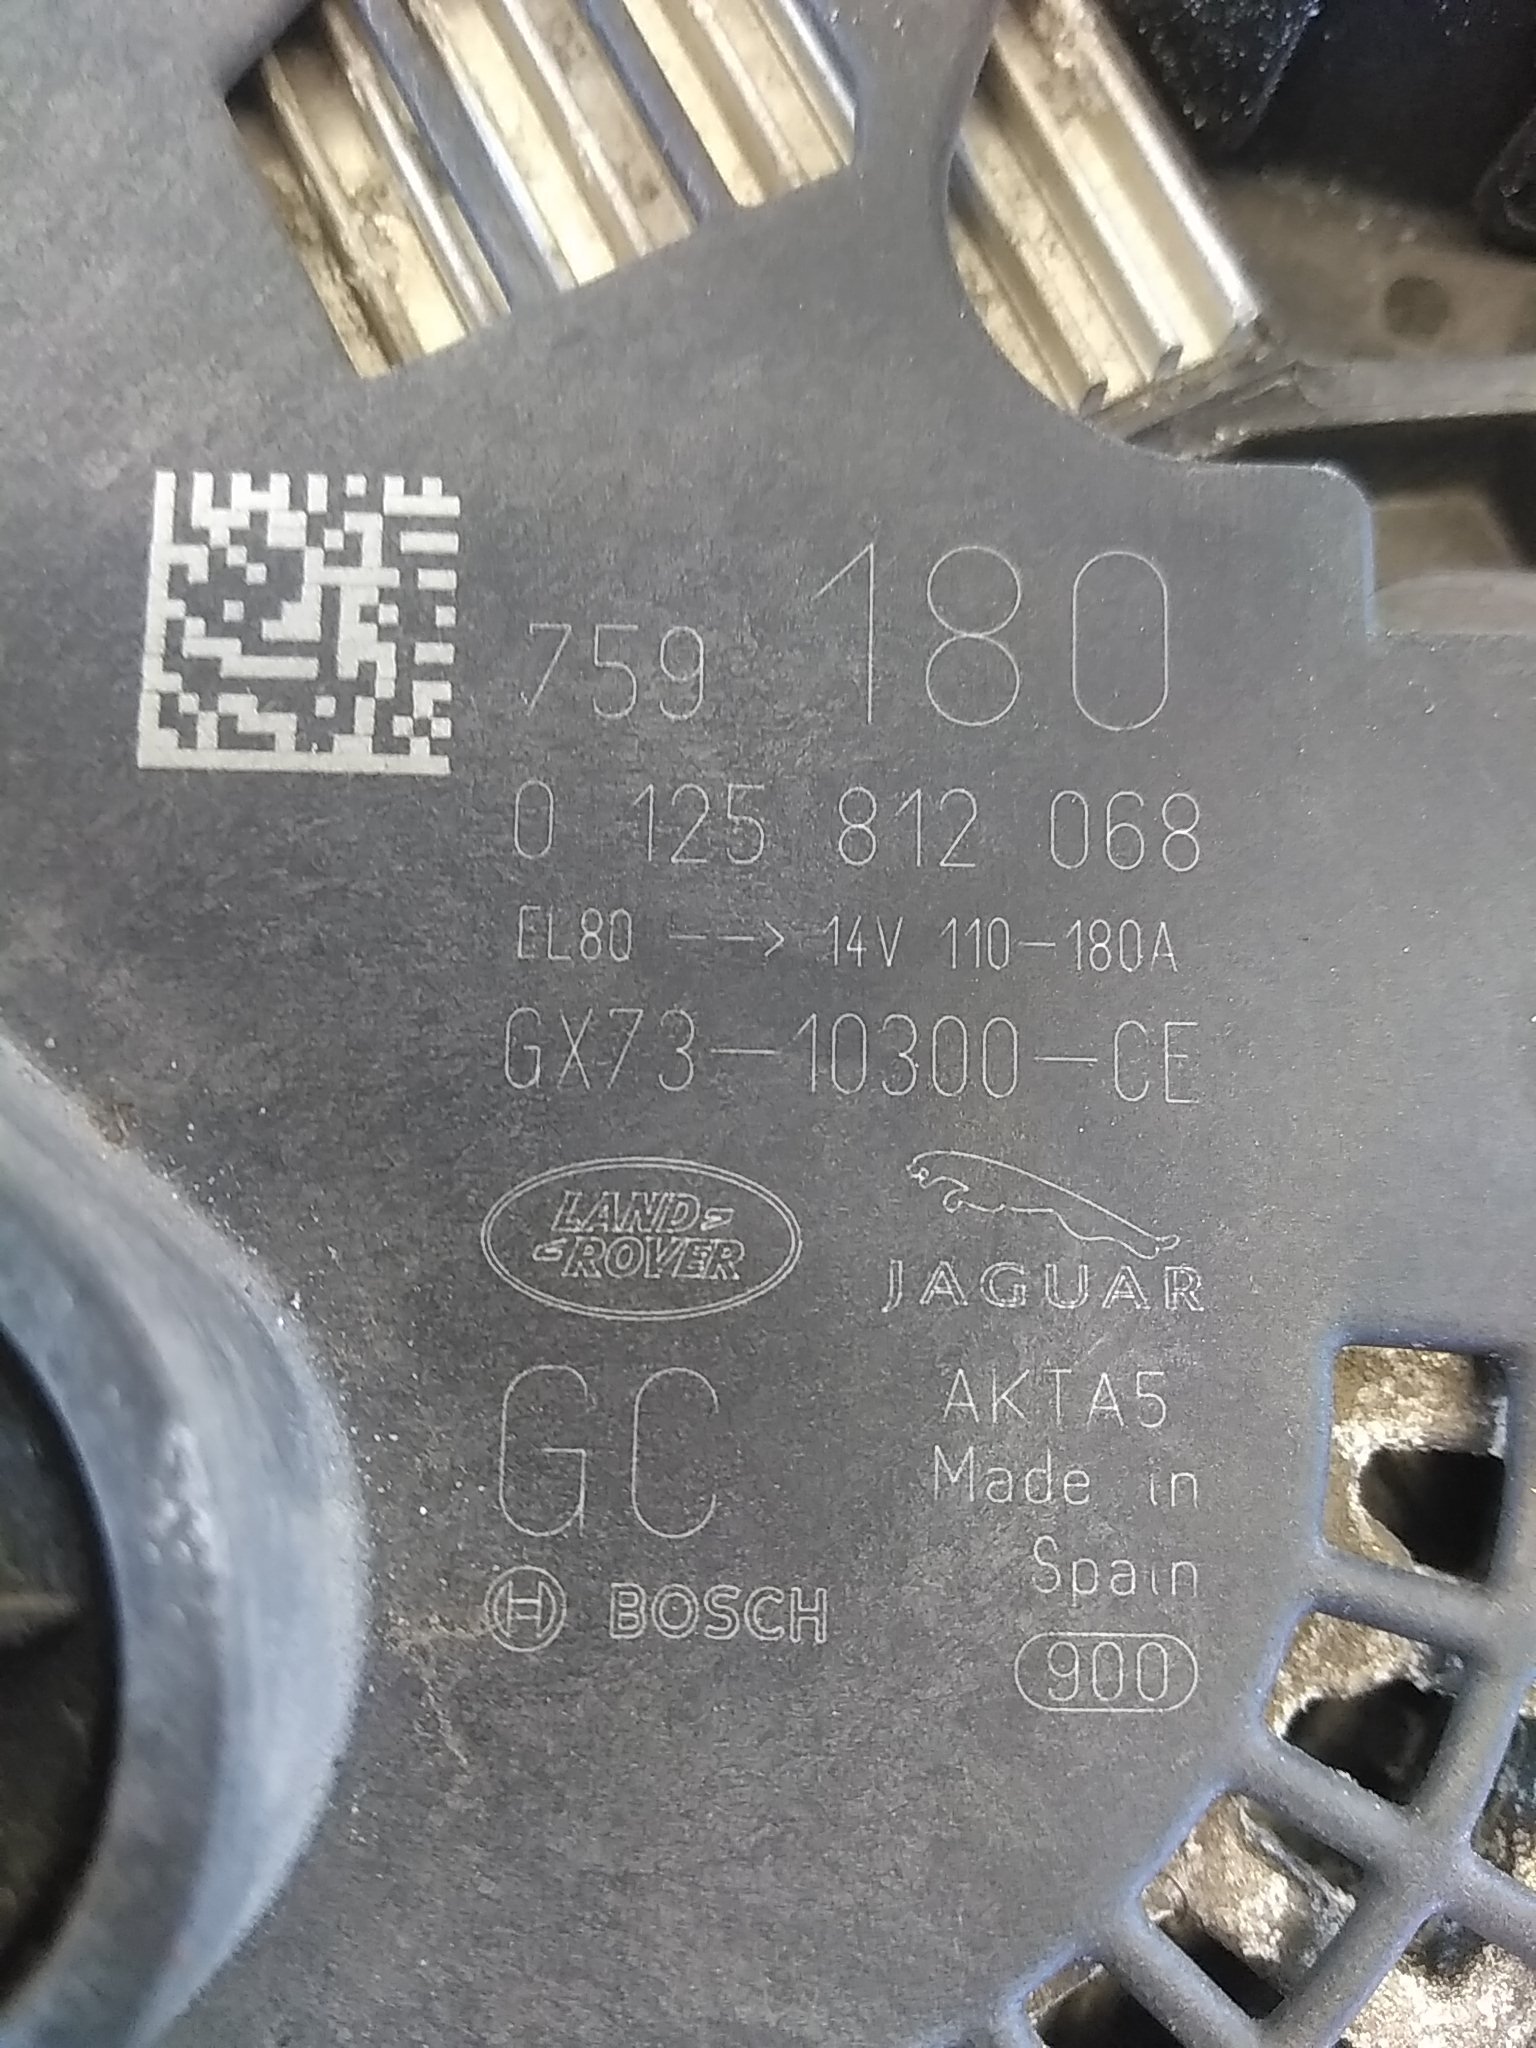 759 180
0 125 812 068
EL80 --> 14V 110-180A
GX73-10300-CE
LAND
ROVER
JAGUAR
GC
AKTA5
Made in
Spain
BOSCH
900